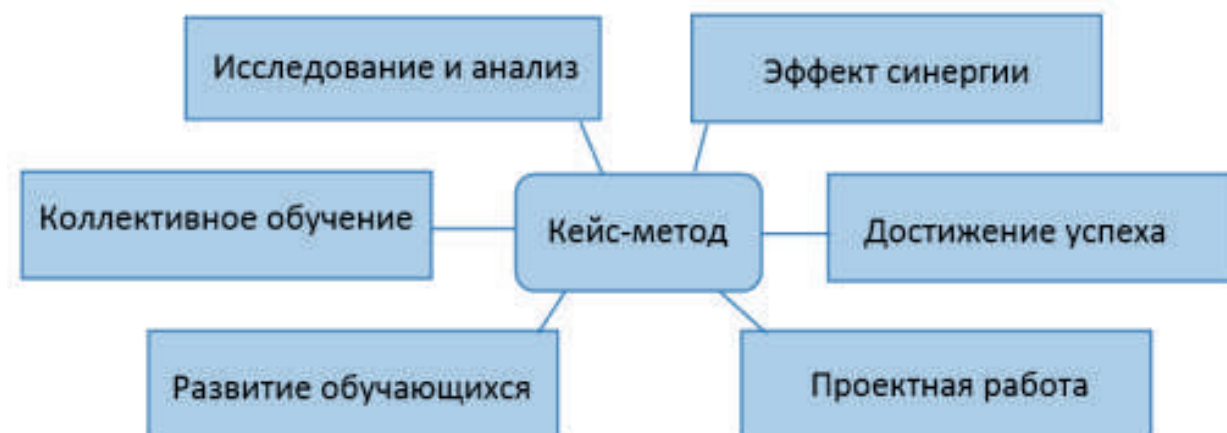 Исследование и анализ
Эффект синергии
Коллективное обучение
Кейс-метод
Достижение успеха
Развитие обучающихся
Проектная работа